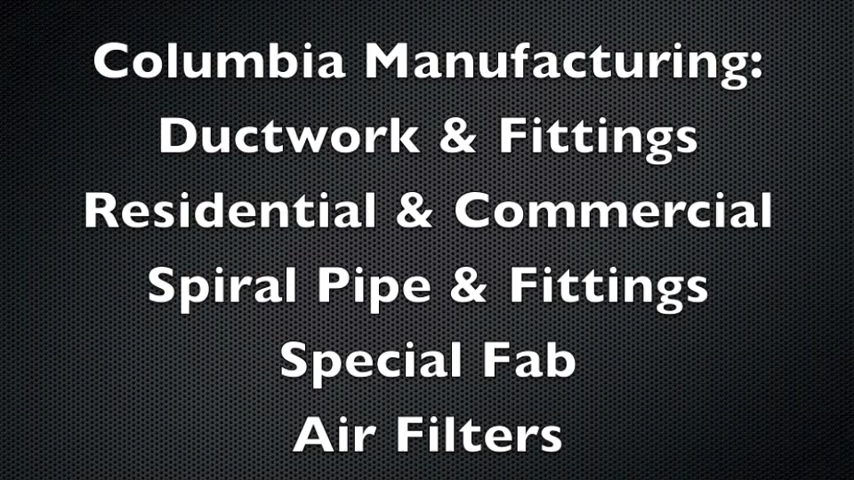 Columbia Manufacturing:
Ductwork & Fittings
Residential & Commercial
Spiral Pipe & Fittings
Special Fab
Air Filters